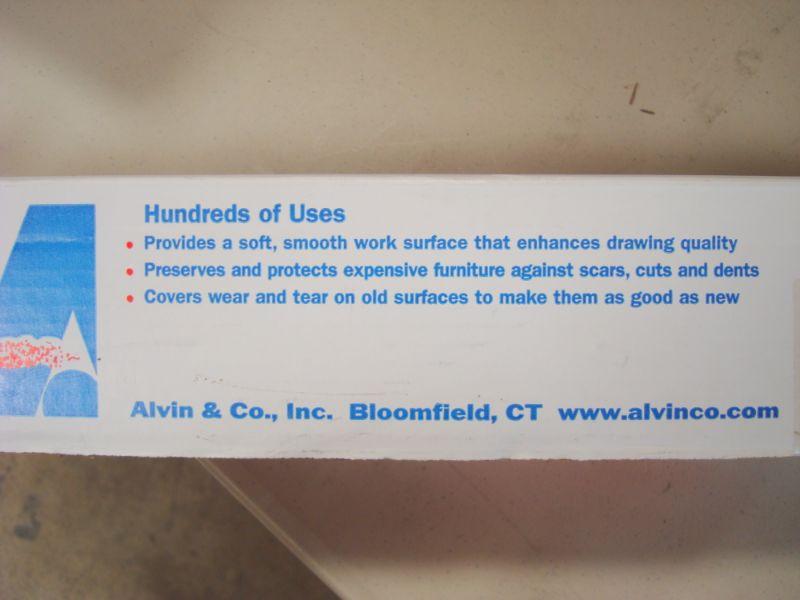 Hundreds of Uses
• Provides a soft, smooth work surface that enhances drawing quality
• Preserves and protects expensive furniture against scars, cuts and dents
• Covers wear and tear on old surfaces to make them as good as new
Alvin & Co., Inc. Bloomfield, CT www.alvinco.com